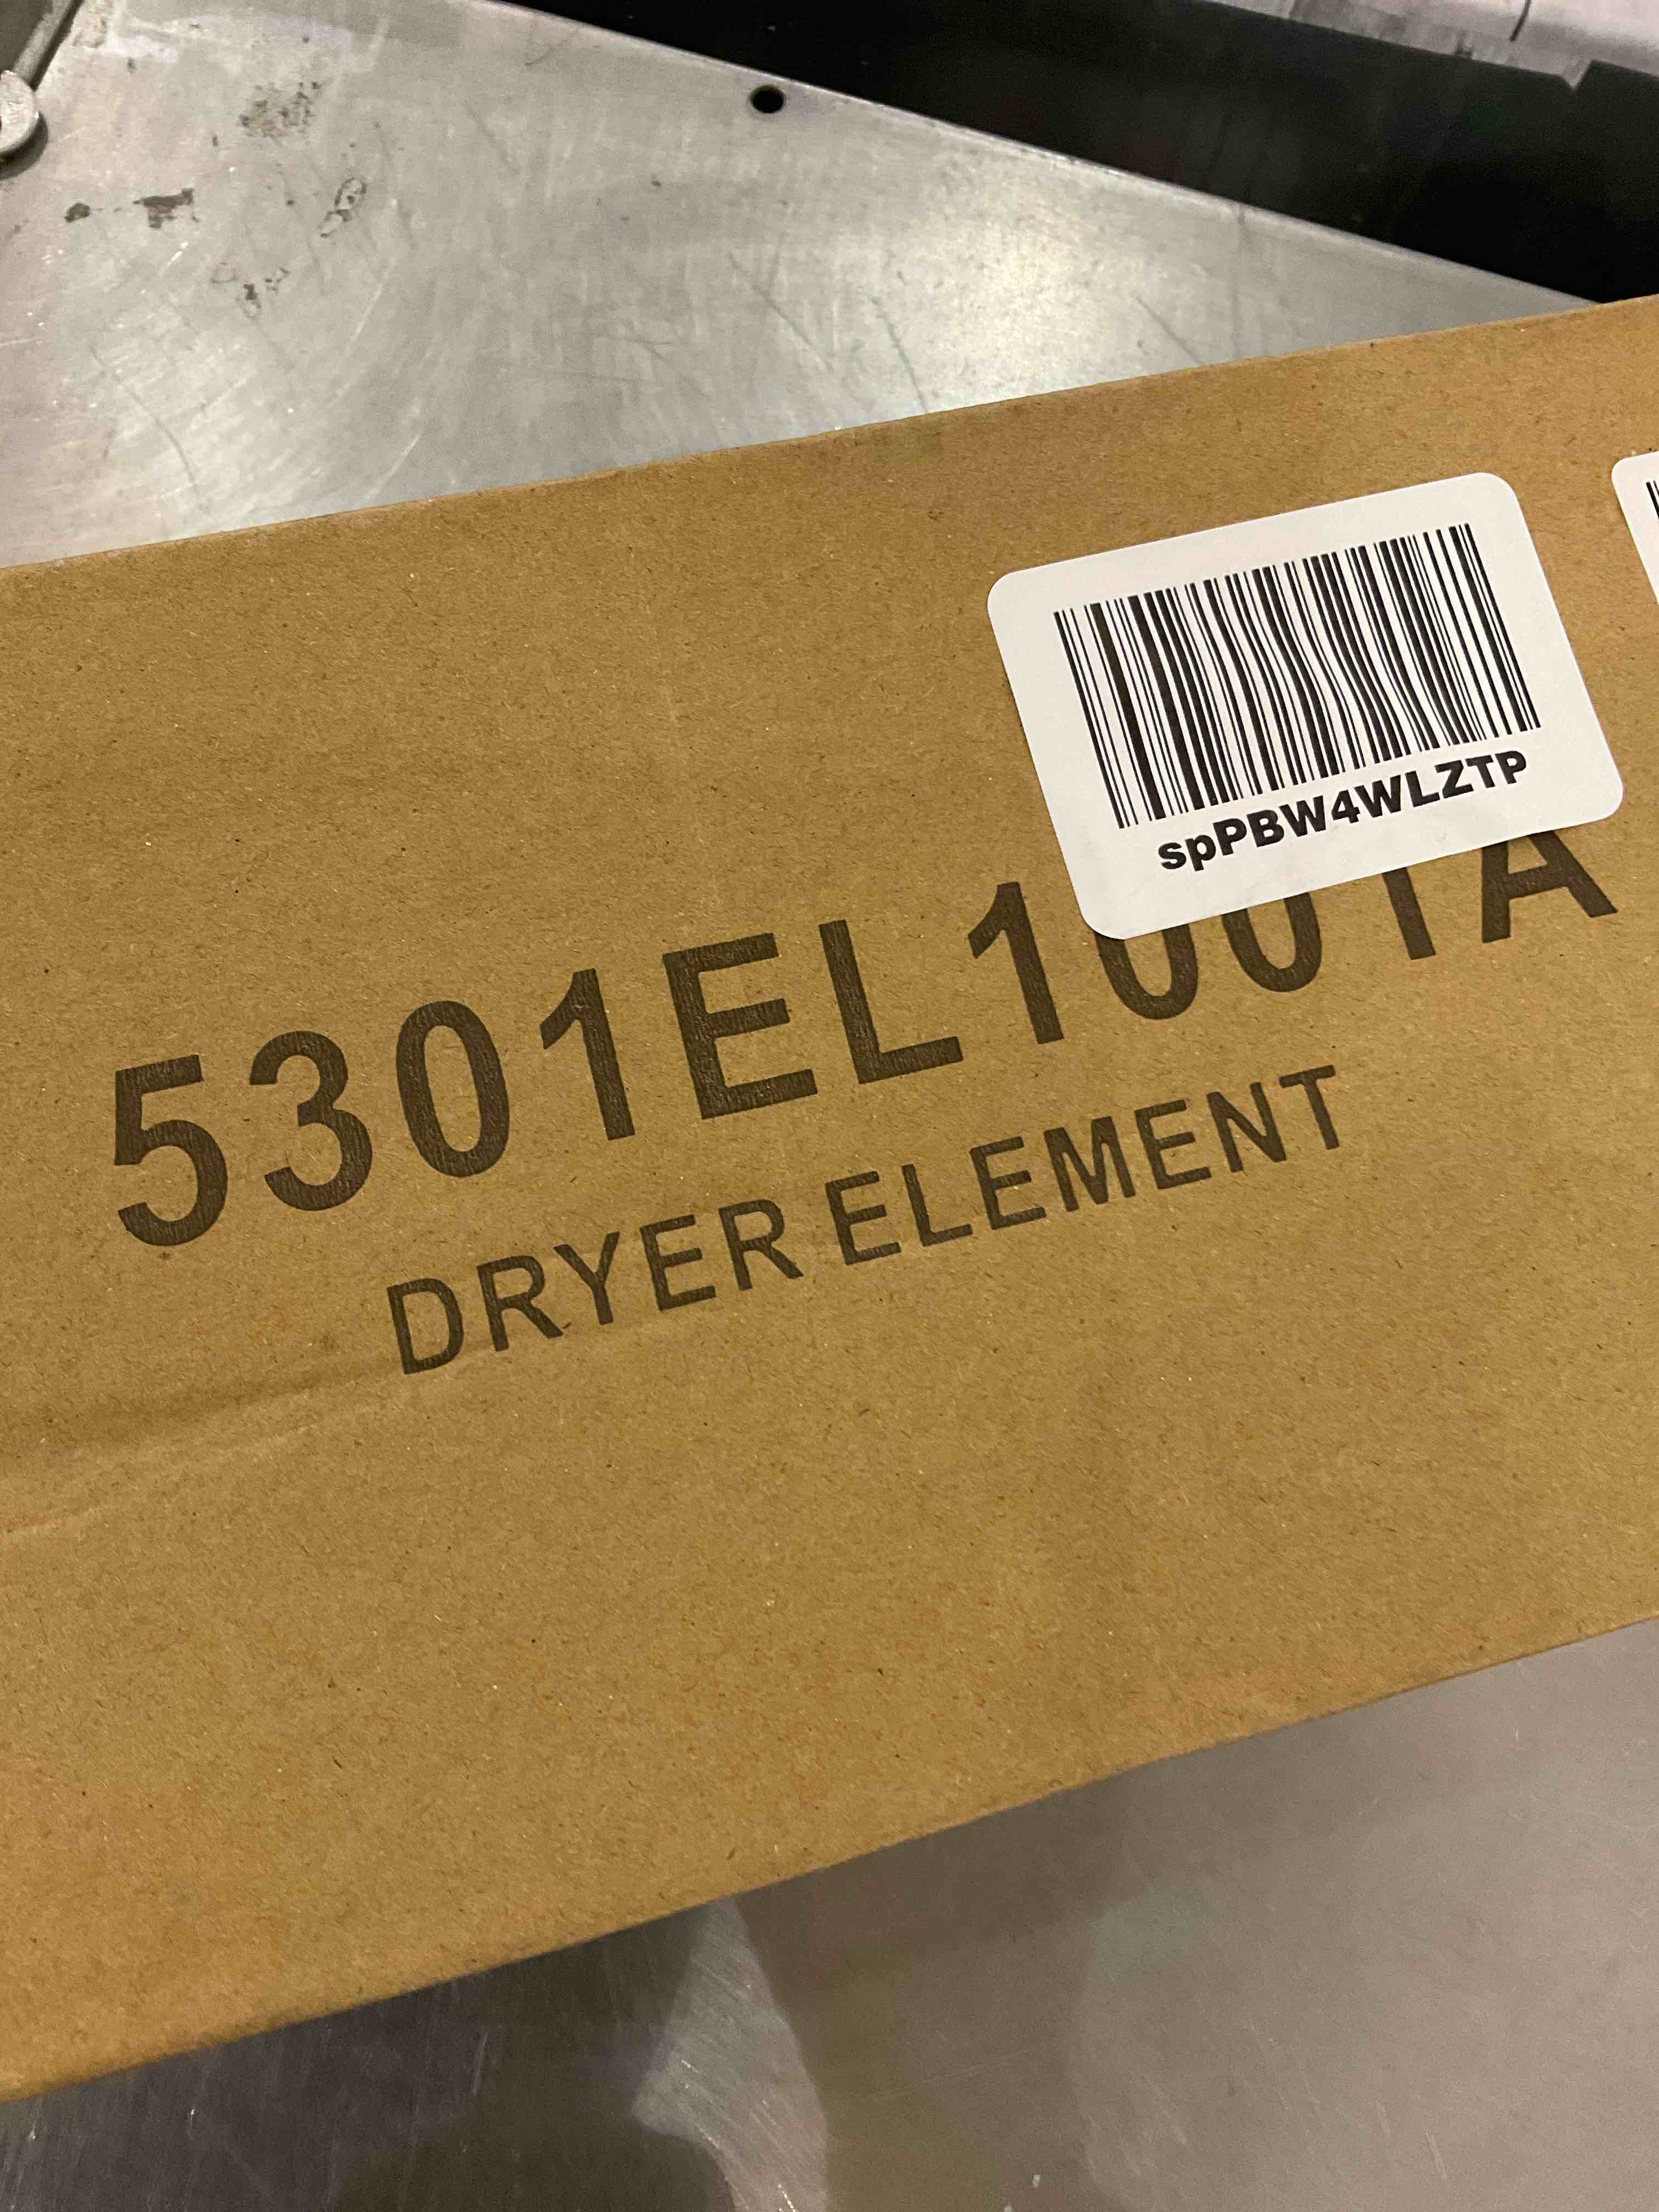 spPBW4WLZTP
5301EL1001A
DRYER ELEMENT